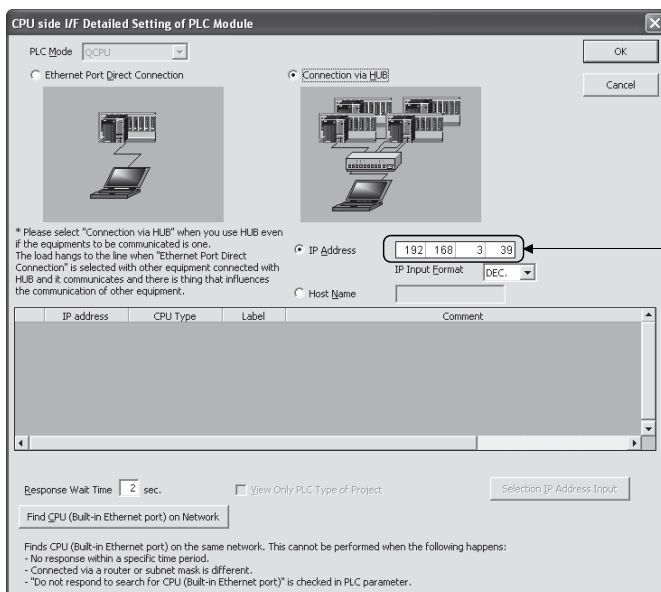 CPU side I/F Detailed Setting of PLC Module
PLC Mode QCPU
OK
Cancel
Ethernet Port Direct Connection
Connection via HUB
* Please select "Connection via HUB" when you use HUB even
if the equipments to be communicated is one.
The load hangs to the line when "Ethernet Port Direct
Connection" is selected with other equipment connected with
HUB and it communicates and there is thing that influences
the communication of other equipment.
IP Address 192 168 3 39
IP Input Format DEC.
Host Name
IP address CPU Type Label Comment
Response Wait Time 2 sec.
View Only PLC Type of Project
Selection IP Address Input
Find CPU (Built-in Ethernet port) on Network
Finds CPU (Built-in Ethernet port) on the same network. This cannot be performed when the following happens:
- No response within a specific time period.
- Connected via a router or subnet mask is different.
- "Do not respond to search for CPU (Built-in Ethernet port)" is checked in PLC parameter.